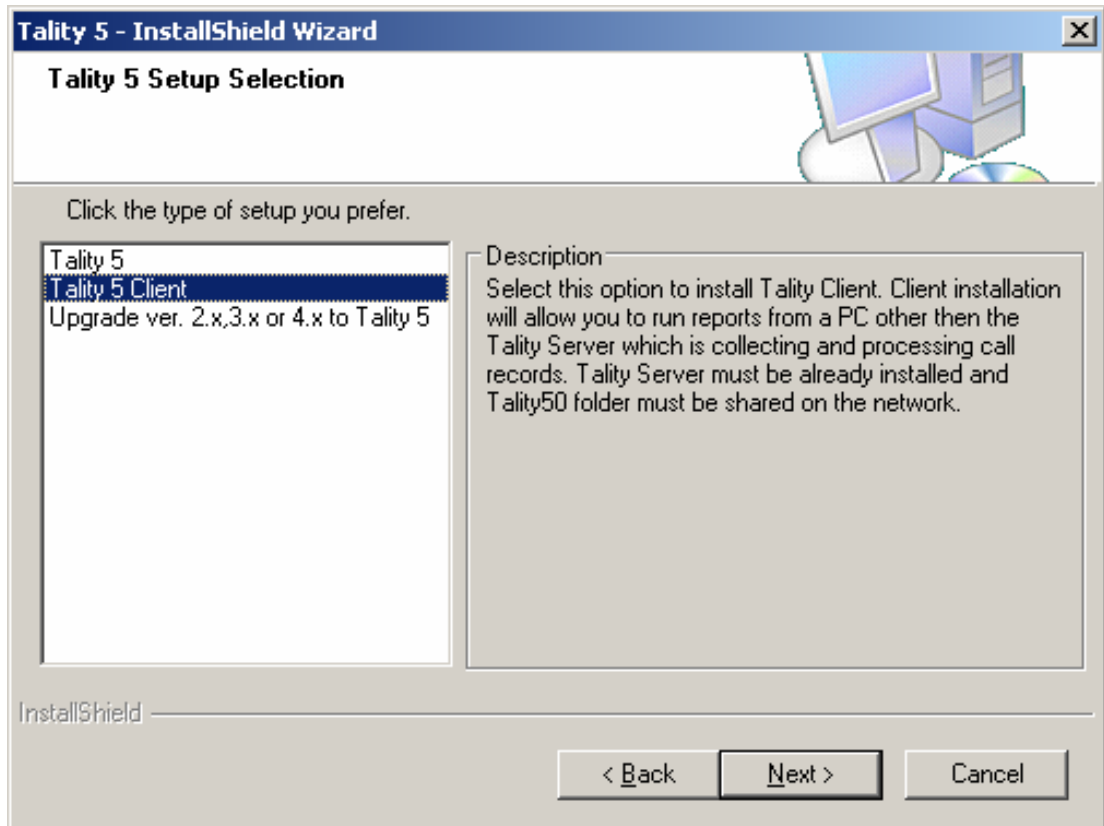 Tality 5 - InstallShield Wizard
Tality 5 Setup Selection
Click the type of setup you prefer.
Tality 5
Tality 5 Client
Upgrade ver. 2.x,3.x or 4.x to Tality 5
Description
Select this option to install Tality Client. Client installation
will allow you to run reports from a PC other then the
Tality Server which is collecting and processing call
records. Tality Server must be already installed and
Tality50 folder must be shared on the network.
InstallShield
< Back
Next >
Cancel